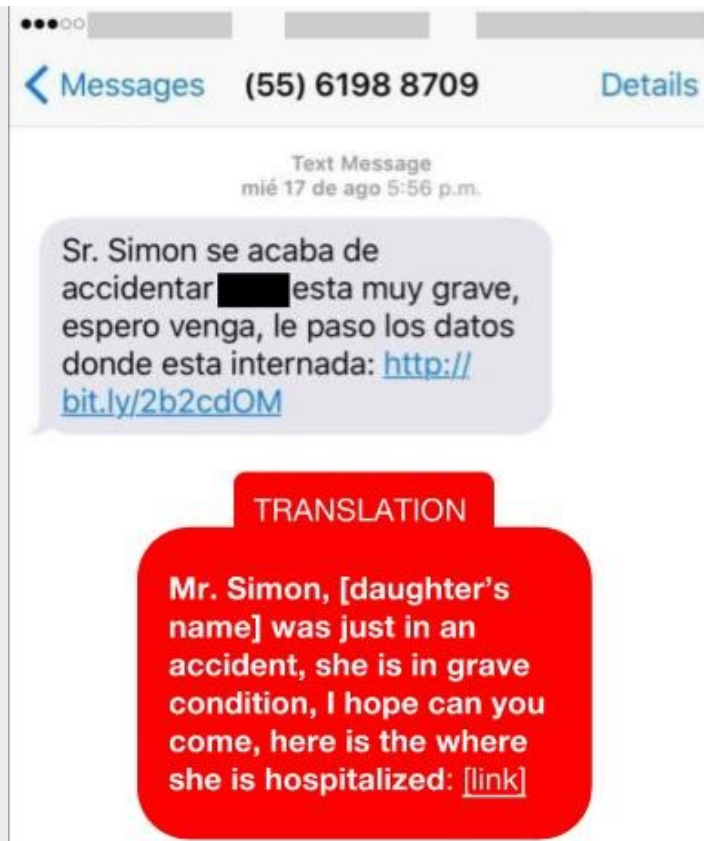 Messages (55) 6198 8709 Details
Text Message
mié 17 de ago 5:56 p.m.
Sr. Simon se acaba de
accidentar esta muy grave,
espero venga, le paso los datos
donde esta internada: http://
bit.ly/2b2cdOM
TRANSLATION
Mr. Simon, [daughter's
name] was just in an
accident, she is in grave
condition, I hope can you
come, here is the where
she is hospitalized: [link]